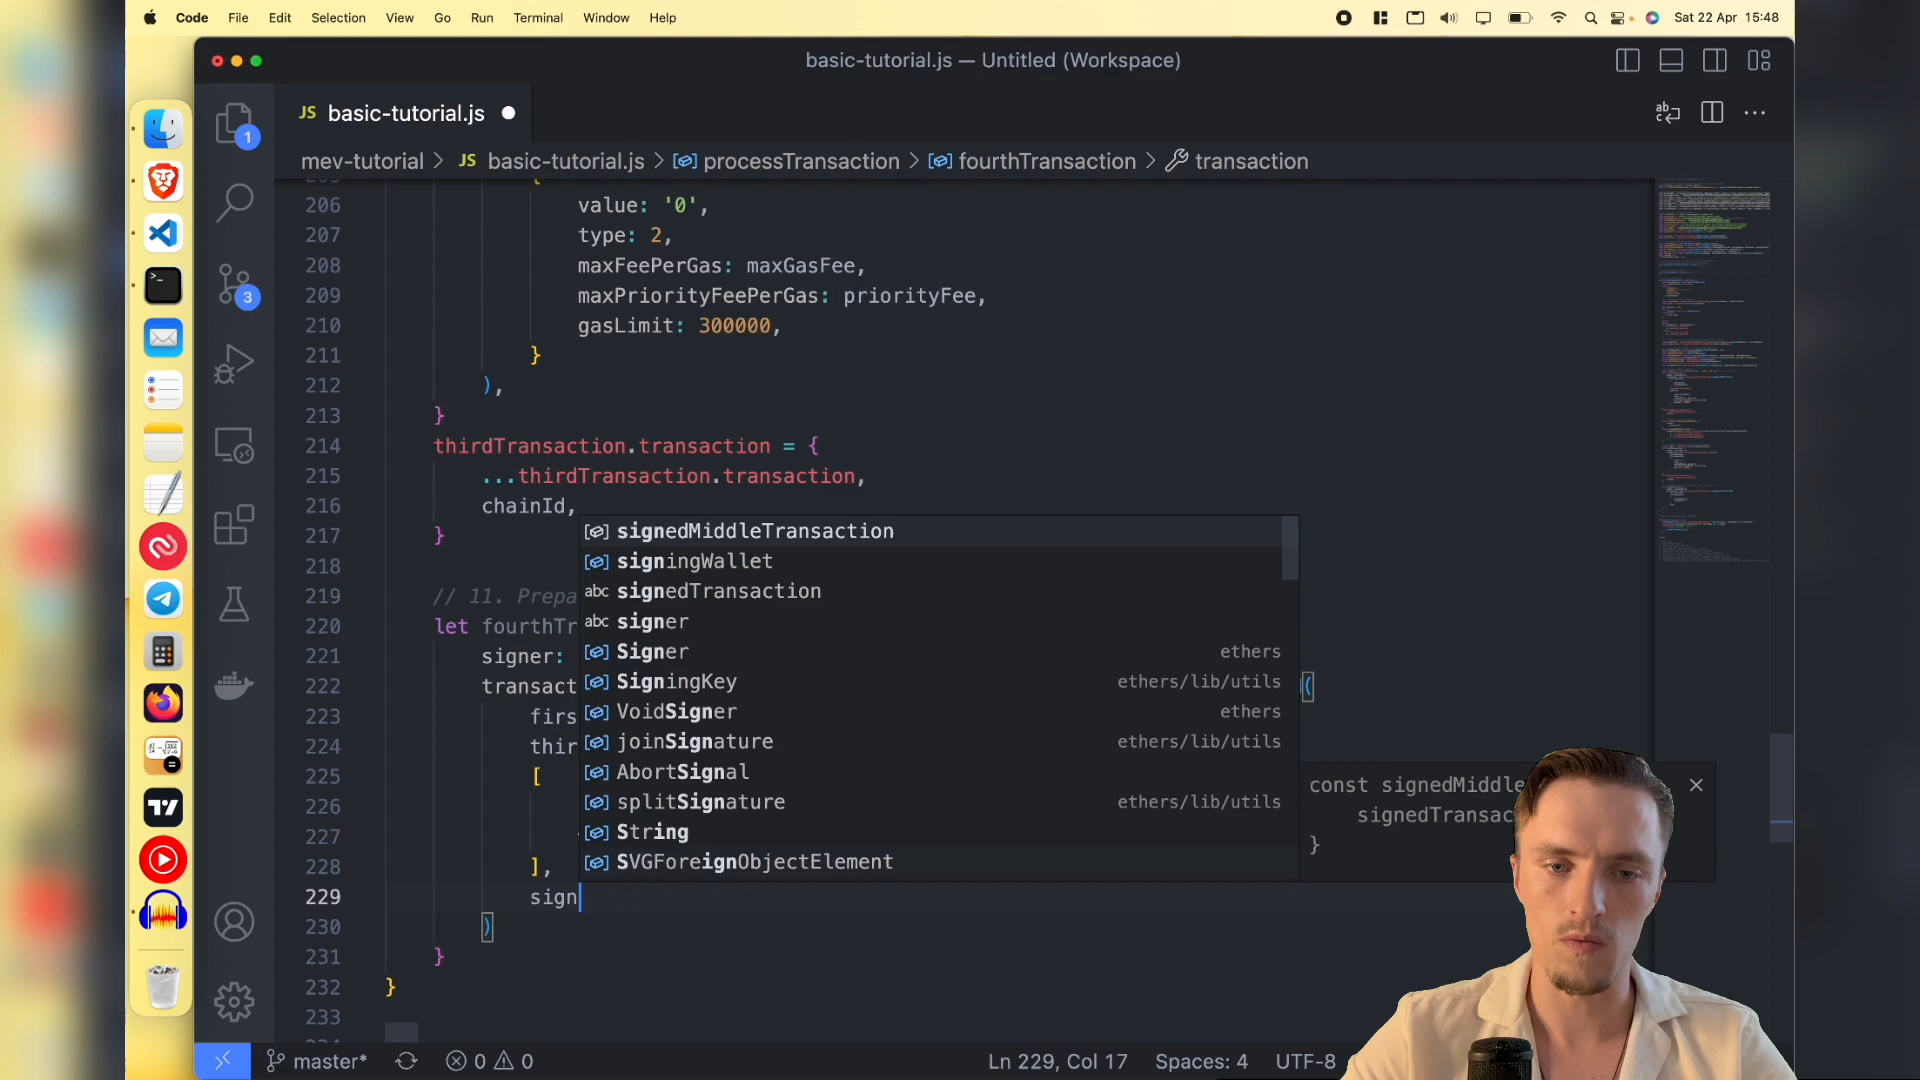 Code File Edit Selection View Go Run Terminal Window Help Sat 22 Apr 15:48
basic-tutorial.js — Untitled (Workspace)
JS basic-tutorial.js
mev-tutorial > JS basic-tutorial.js > processTransaction > fourthTransaction > transaction
206 value: '0',
207 type: 2,
208 maxFeePerGas: maxGasFee,
209 maxPriorityFeePerGas: priorityFee,
210 gasLimit: 300000,
211 }
212 ),
213 }
214 thirdTransaction.transaction = {
215 ...thirdTransaction.transaction,
216 chainId,
217 }
218
219 // 11. Prepa
220 let fourthTr
221 signer:
222 transact (
223 firs
224 thir
225 [
226
227
228 ],
229 sign
230 )
231 }
232 }
233
signedMiddleTransaction
signingWallet
abc signedTransaction
abc signer
Signer ethers
SigningKey ethers/lib/utils
VoidSigner ethers
joinSignature ethers/lib/utils
AbortSignal
splitSignature ethers/lib/utils
String
SVGForeignObjectElement
const signedMiddle
signedTransac
}
1
3
master* 0 0 Ln 229, Col 17 Spaces: 4 UTF-8